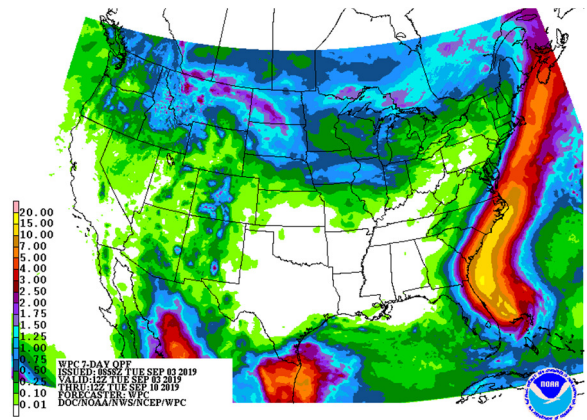 20.00
15.00
10.00
7.00
5.00
4.00
3.00
2.50
2.00
1.75
1.50
1.25
1.00
0.75
0.50
0.25
0.10
0.01
WPC 7-DAY QPF
ISSUED: 0858Z TUE SEP 03 2019
VALID: 12Z TUE SEP 03 2019
THRU: 12Z TUE SEP 10 2019
FORECASTER: WPC
DOC/NOAA/NWS/NCEP/WPC
NOAA